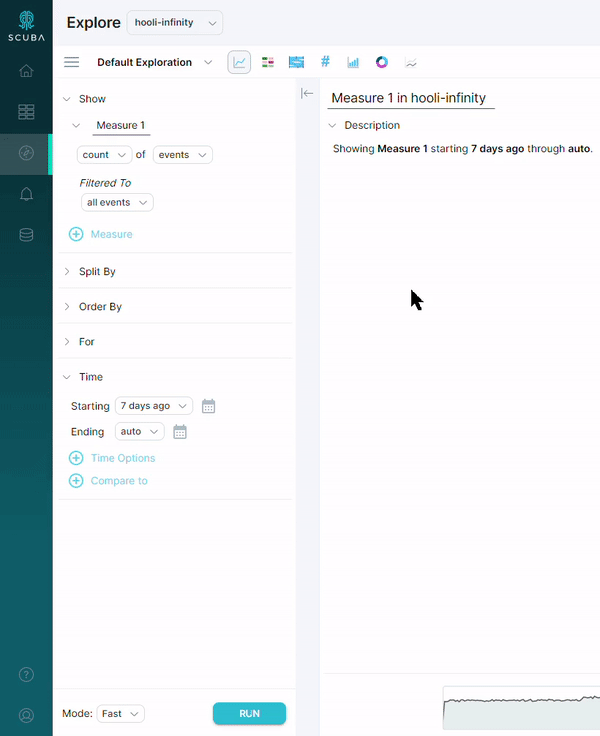 SCUBA
Explore hooli-infinity
Default Exploration #
Show
Measure 1
count of events
Filtered To
all events
Measure
Split By
Order By
For
Time
Starting 7 days ago
Ending auto
Time Options
Compare to
Mode: Fast RUN
Measure 1 in hooli-infinity
Description
Showing Measure 1 starting 7 days ago through auto.
?